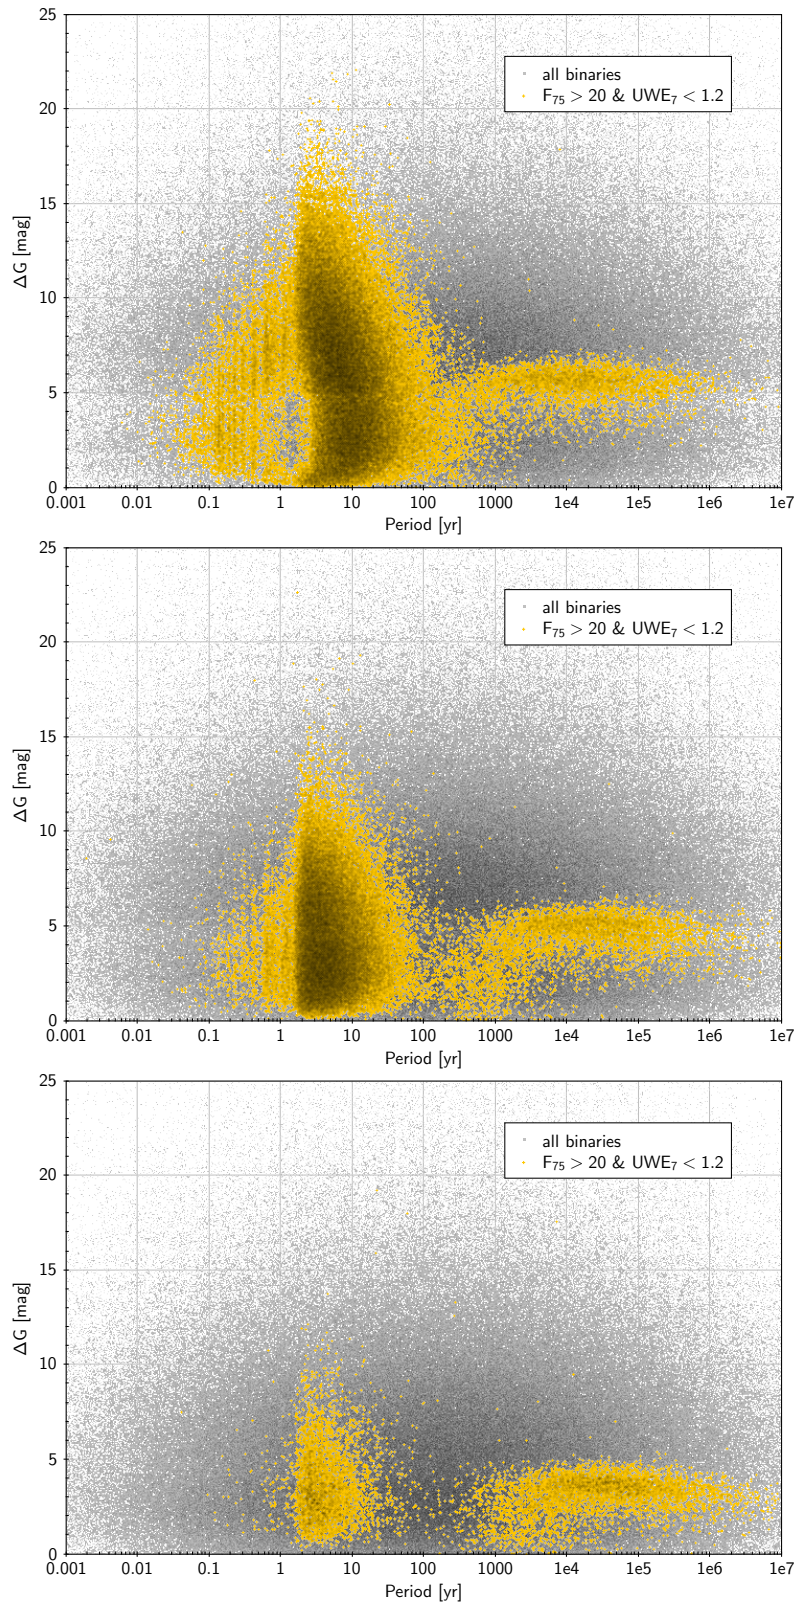 25
20
15
10
5
0
ΔG [mag]
all binaries
F₇₅ > 20 & UWE₇ < 1.2
0.001 0.01 0.1 1 10 100 1000 1e4 1e5 1e6 1e7
Period [yr]
25
20
15
10
5
0
ΔG [mag]
all binaries
F₇₅ > 20 & UWE₇ < 1.2
0.001 0.01 0.1 1 10 100 1000 1e4 1e5 1e6 1e7
Period [yr]
25
20
15
10
5
0
ΔG [mag]
all binaries
F₇₅ > 20 & UWE₇ < 1.2
0.001 0.01 0.1 1 10 100 1000 1e4 1e5 1e6 1e7
Period [yr]